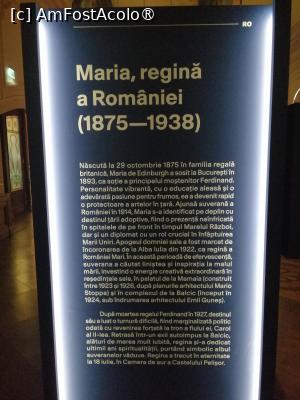 [c] AmFostAcolo®
RO
Maria, regină
a României
(1875—1938)
Născută la 29 octombrie 1875 în familia regală
britanică, Maria de Edinburgh a sosit la București în
1893, ca soție a principelui moștenitor Ferdinand.
Personalitate vibrantă, cu o educație aleasă și o
adevărată pasiune pentru frumos, ea a devenit rapid
o protectoare a artelor în țară. Ajunsă suverană a
României în 1914, Maria s-a identificat pe deplin cu
destinul țării adoptive, fiind o prezență neînfricată
în spitalele de pe front în timpul Marelui Război,
dar și un diplomat cu un rol crucial în înfăptuirea
Marii Uniri. Apogeul domniei sale a fost marcat de
încoronarea de la Alba Iulia din 1922, ca regină a
României Mari. În această perioadă de efervescență,
suverana a căutat liniștea și inspirația la malul
mării, investind o energie creativă extraordinară în
reședințele sale, în palatul de la Mamaia (construit
între 1923 și 1926, după planurile arhitectului Mario
Stoppa) și în complexul de la Balcic (început în
1924, sub îndrumarea arhitectului Emil Guneș).
După moartea regelui Ferdinand, în 1927, destinul
său a luat o turnură dificilă, fiind marginalizată politic
odată cu revenirea forțată la tron a fiului ei, Carol
al II-lea. Retrasă într-un exil autoimpus la Balcic,
alături de marea mult iubită, regina și-a dedicat
ultimii ani spiritualității, purtând simbolic albul
suveranelor văduve. Regina a trecut în eternitate
la 18 iulie, în Camera de aur a Castelului Pelișor.